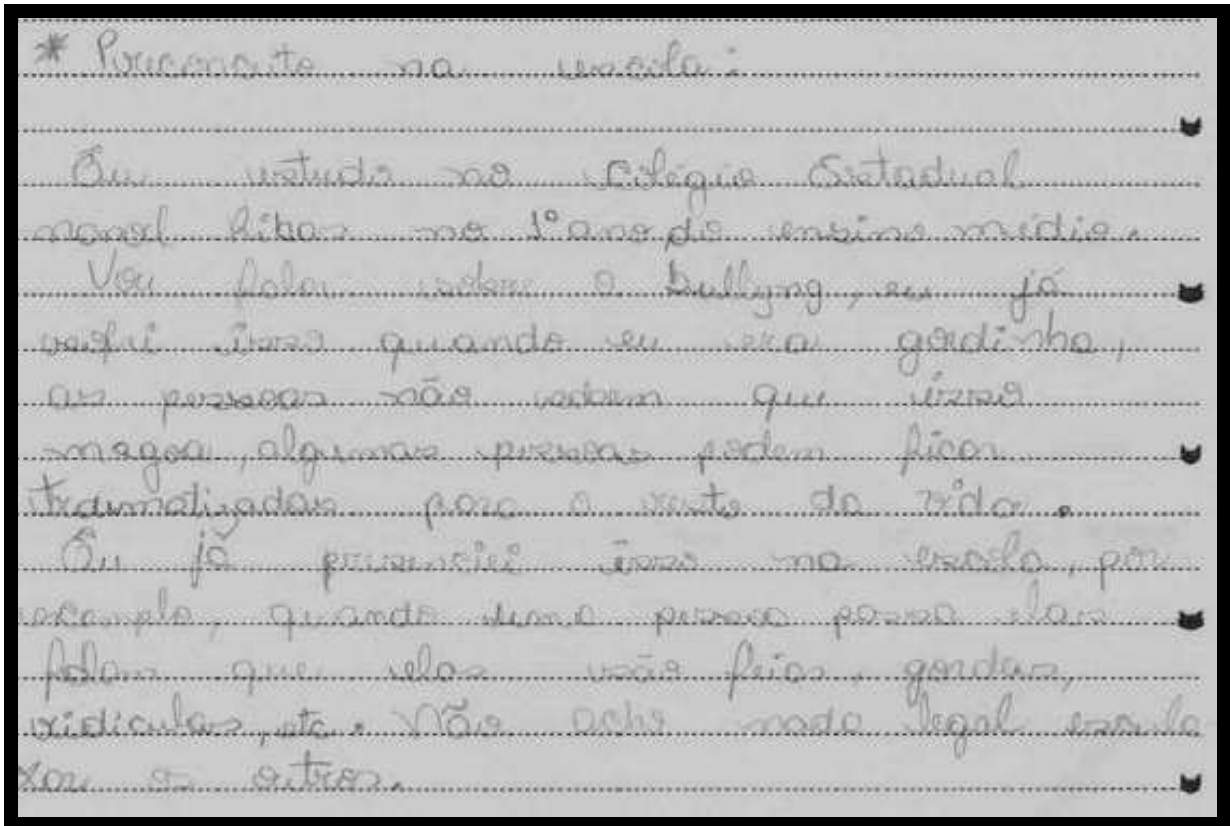 * Preconceito na escola:
Eu estudo no Colégio Estadual
manoel Ribas no 1º ano do ensino médio.
Vou falar sobre o bullyng, eu já
sofri isso quando eu era gordinha,
as pessoas não sabem que isso
magoa, algumas pessoas podem ficar
traumatizadas para o resto da vida.
Eu já presenciei isso na escola, por
exemplo, quando uma pessoa passa elas
falam que elas são feias, gordas,
ridiculas, etc. Não acho nada legal escula
xar os outros.